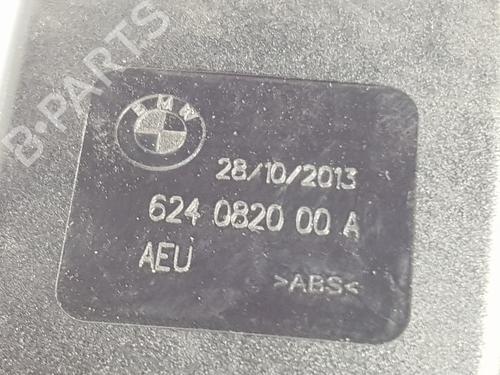 B-PARTS
BMW
28/10/2013
624 0820 00 A
AEU
>ABS<